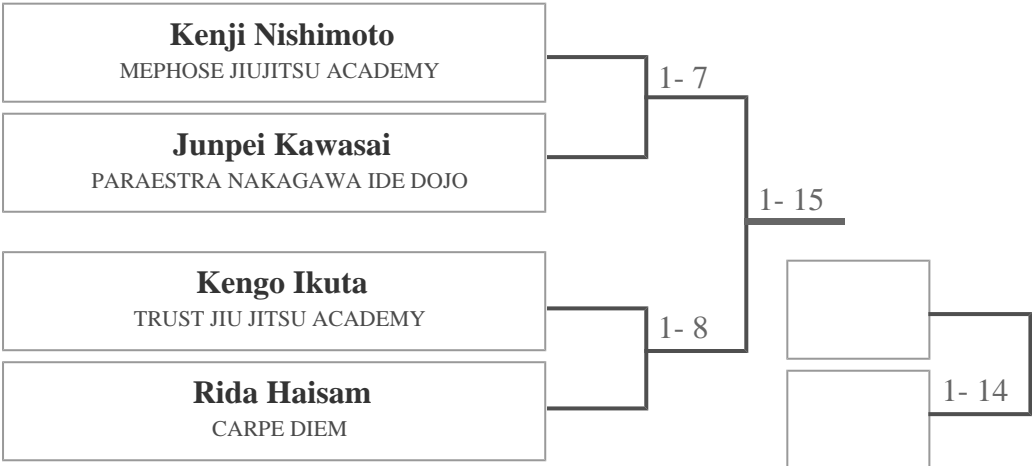 Kenji Nishimoto
MEPHOSE JIUJITSU ACADEMY
1- 7
Junpei Kawasai
PARAESTRA NAKAGAWA IDE DOJO
1- 15
Kengo Ikuta
TRUST JIU JITSU ACADEMY
1- 8
Rida Haisam
CARPE DIEM
1- 14